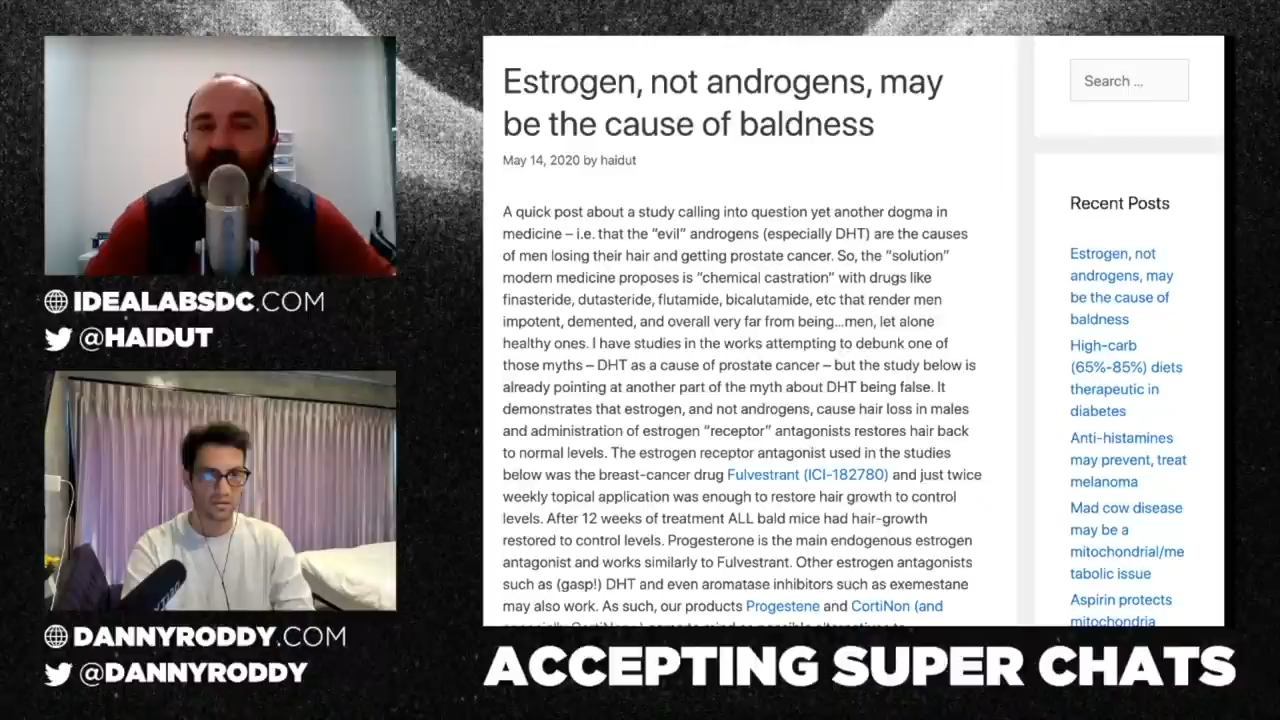 IDEALABSDC.COM
@HAIDUT
DANNYRODDY.COM
@DANNYRODDY
Estrogen, not androgens, may
be the cause of baldness
May 14, 2020 by haidut
A quick post about a study calling into question yet another dogma in
medicine – i.e. that the “evil” androgens (especially DHT) are the causes
of men losing their hair and getting prostate cancer. So, the “solution”
modern medicine proposes is “chemical castration” with drugs like
finasteride, dutasteride, flutamide, bicalutamide, etc that render men
impotent, demented, and overall very far from being...men, let alone
healthy ones. I have studies in the works attempting to debunk one of
those myths – DHT as a cause of prostate cancer – but the study below is
already pointing at another part of the myth about DHT being false. It
demonstrates that estrogen, and not androgens, cause hair loss in males
and administration of estrogen “receptor” antagonists restores hair back
to normal levels. The estrogen receptor antagonist used in the studies
below was the breast-cancer drug Fulvestrant (ICI-182780) and just twice
weekly topical application was enough to restore hair growth to control
levels. After 12 weeks of treatment ALL bald mice had hair-growth
restored to control levels. Progesterone is the main endogenous estrogen
antagonist and works similarly to Fulvestrant. Other estrogen antagonists
such as (gasp!) DHT and even aromatase inhibitors such as exemestane
may also work. As such, our products Progestene and CortiNon (and
Search ...
Recent Posts
Estrogen, not
androgens, may
be the cause of
baldness
High-carb
(65%-85%) diets
therapeutic in
diabetes
Anti-histamines
may prevent, treat
melanoma
Mad cow disease
may be a
mitochondrial/me
tabolic issue
Aspirin protects
mitochondria
ACCEPTING SUPER CHATS